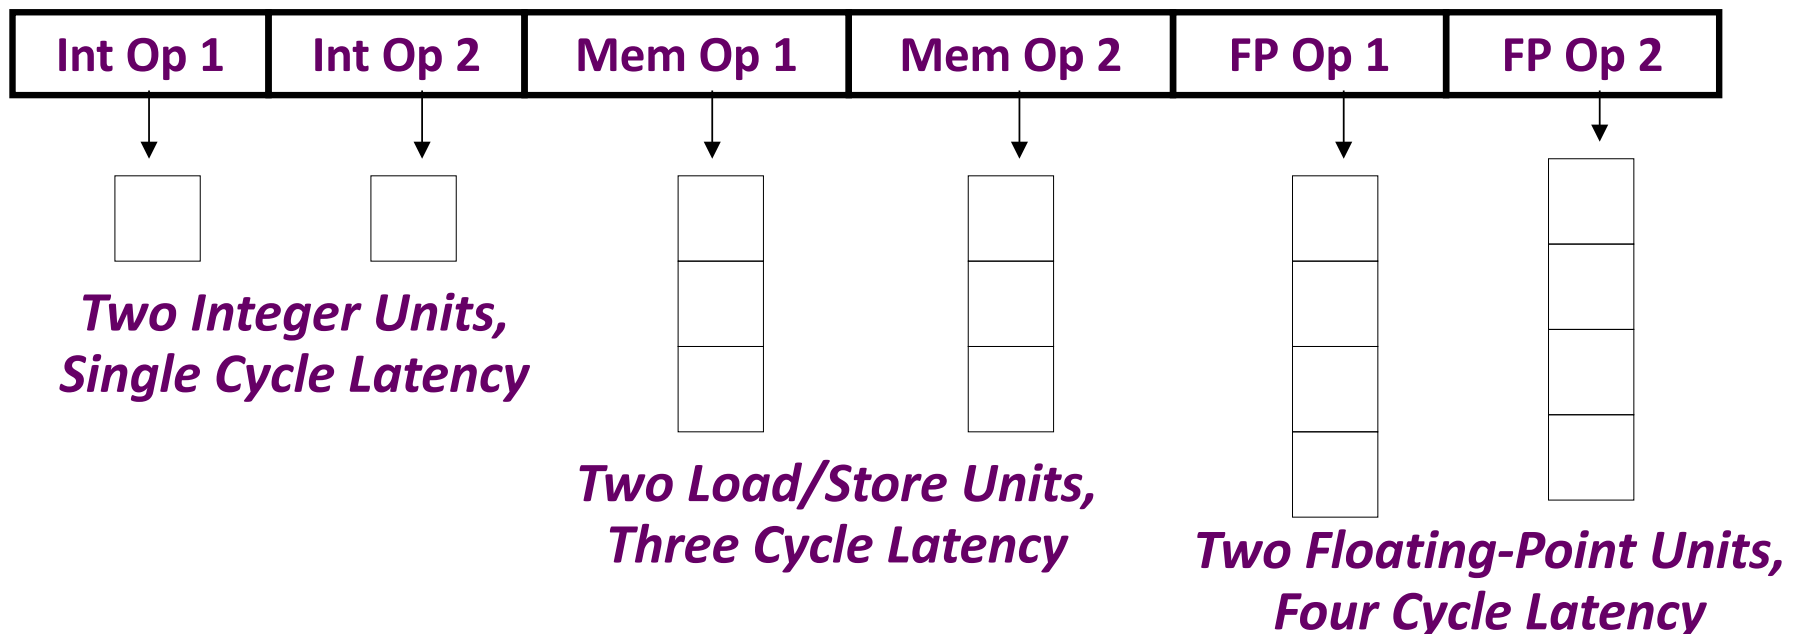 Int Op 1 Int Op 2 Mem Op 1 Mem Op 2 FP Op 1 FP Op 2
Two Integer Units,
Single Cycle Latency
Two Load/Store Units,
Three Cycle Latency
Two Floating-Point Units,
Four Cycle Latency